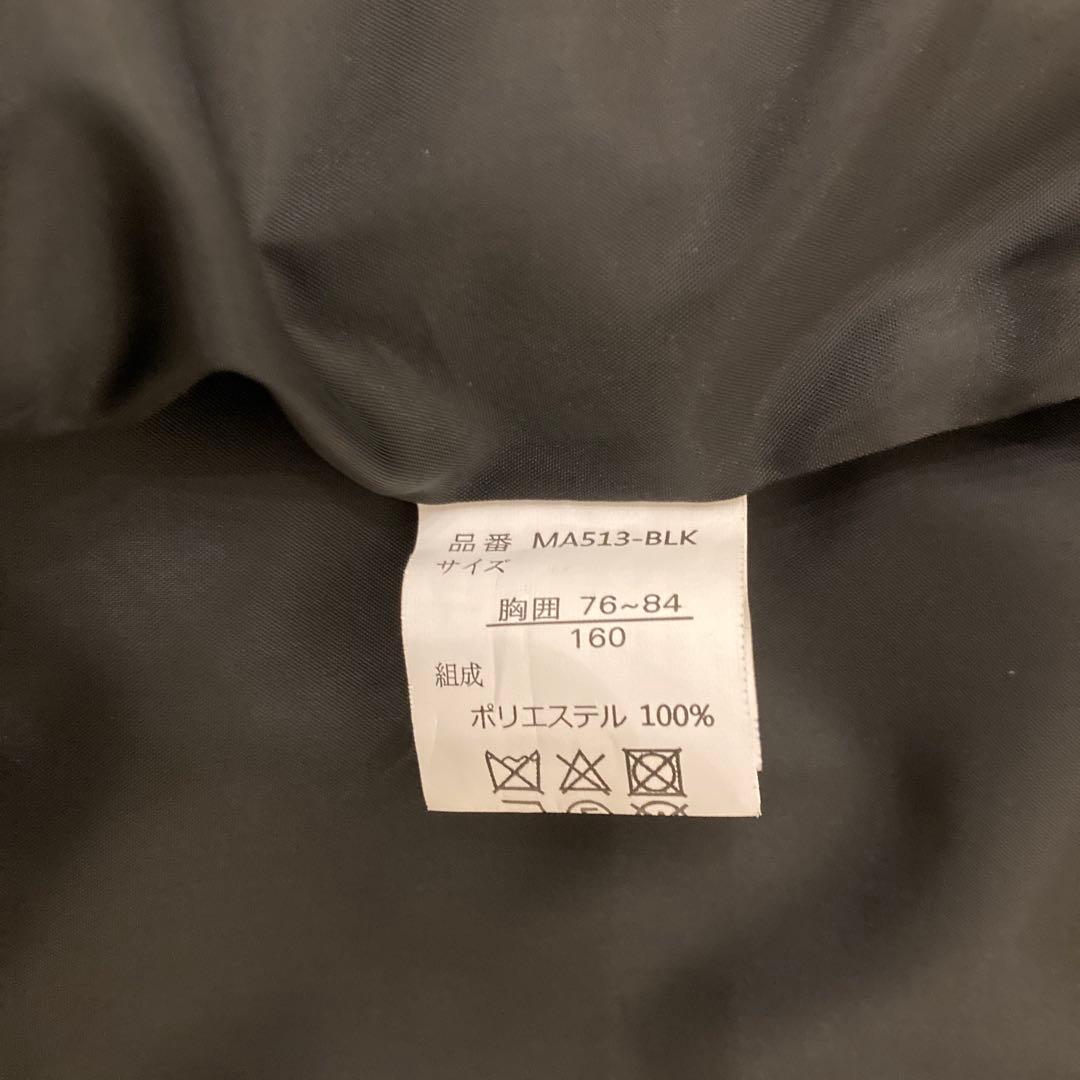 品番 MA513-BLK
サイズ
胸囲 76~84
160
組成
ポリエステル 100%